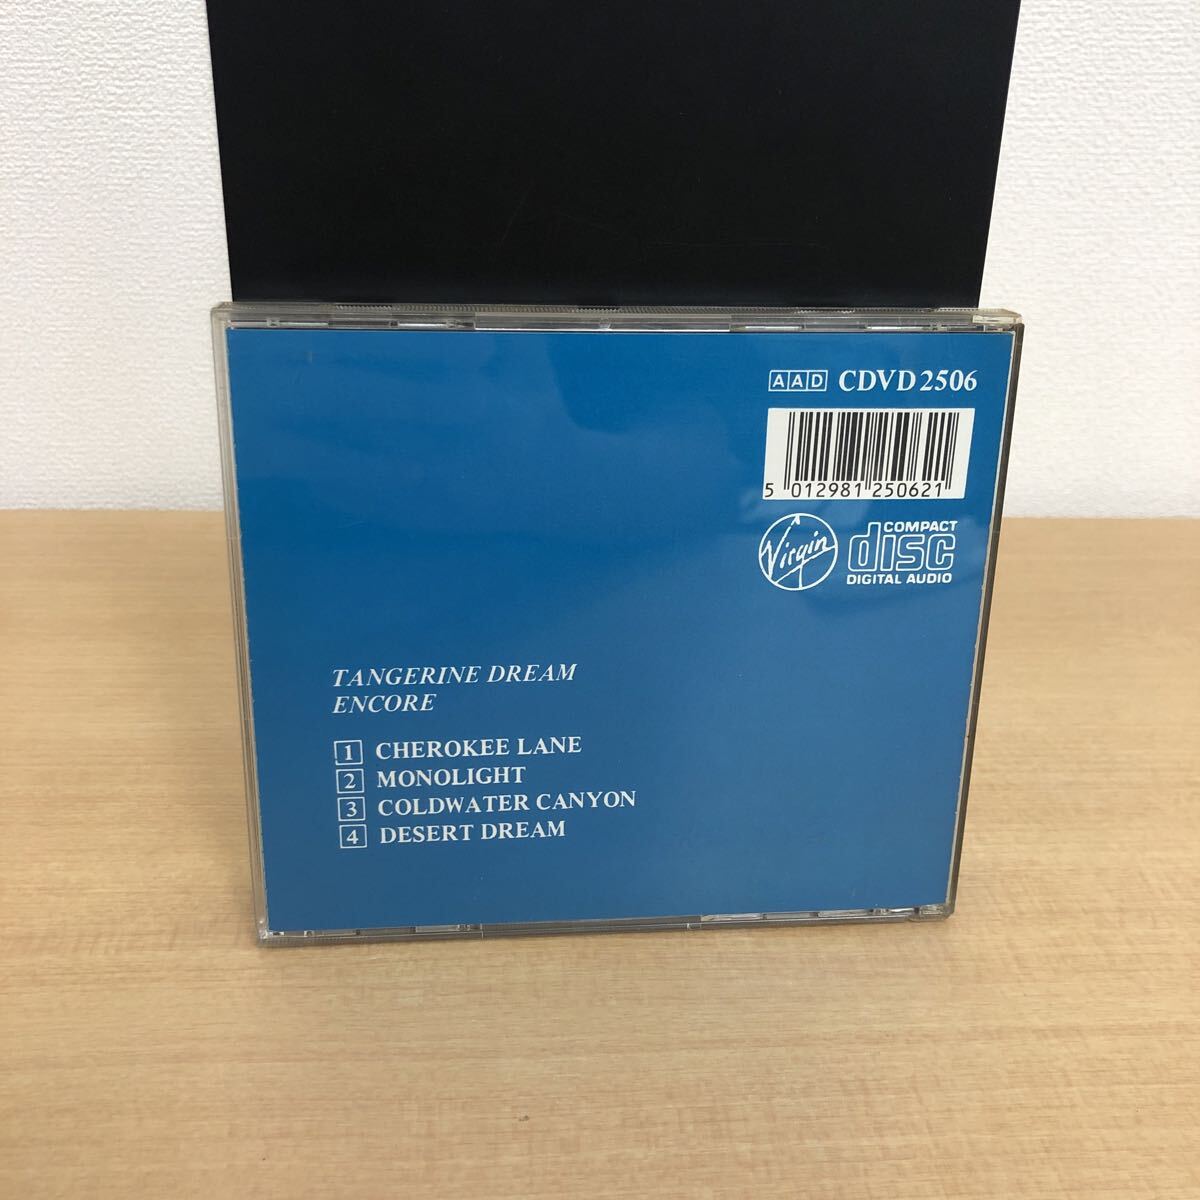 AAD CDVD 2506
5 012981 250621
Virgin
COMPACT
disc
DIGITAL AUDIO
TANGERINE DREAM
ENCORE
1 CHEROKEE LANE
2 MONOLIGHT
3 COLDWATER CANYON
4 DESERT DREAM